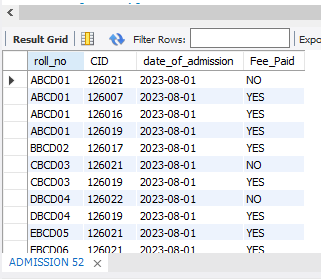 Result Grid Filter Rows: Expo
roll_no CID date_of_admission Fee_Paid
ABCD01 126021 2023-08-01 NO
ABCD01 126007 2023-08-01 YES
ABCD01 126016 2023-08-01 YES
ABCD01 126019 2023-08-01 YES
BBCD02 126017 2023-08-01 YES
CBCD03 126021 2023-08-01 NO
CBCD03 126019 2023-08-01 YES
DBCD04 126022 2023-08-01 NO
DBCD04 126019 2023-08-01 YES
EBCD05 126021 2023-08-01 YES
EBCD06 126021 2023-08-01 YES
ADMISSION 52